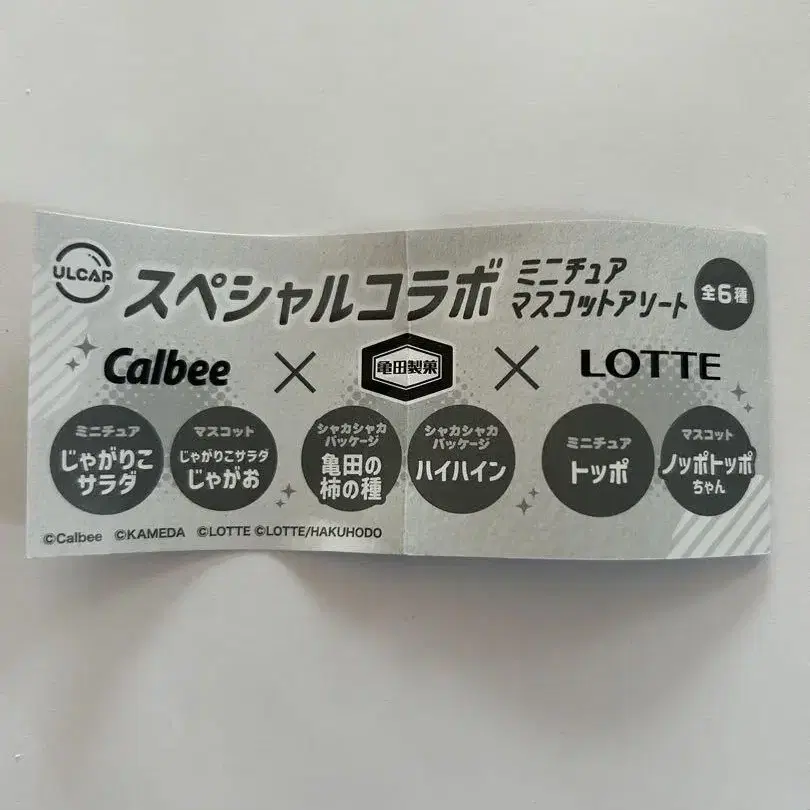 ULCAP
スペシャルコラボ
ミニチュア
マスコットアソート
全6種
Calbee × 亀田製菓 × LOTTE
ミニチュア
じゃがりこ
サラダ
マスコット
じゃがりこサラダ
じゃがお
シャカシャカ
パッケージ
亀田の
柿の種
シャカシャカ
パッケージ
ハイハイン
ミニチュア
トッポ
マスコット
ノッポトッポ
ちゃん
©Calbee ©KAMEDA ©LOTTE ©LOTTE/HAKUHODO